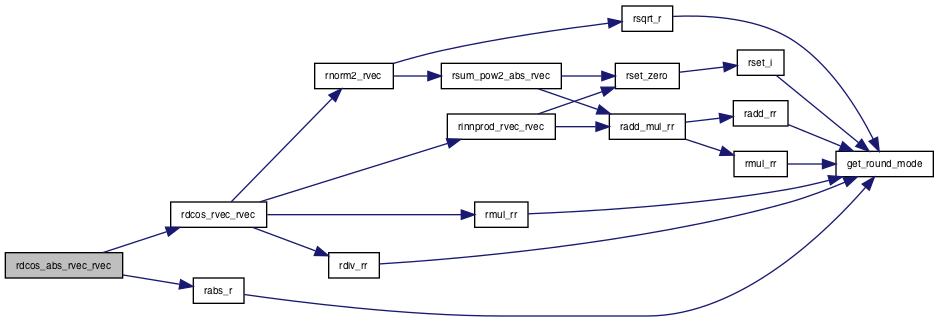 rsqrt_r
rnorm2_rvec
rsum_pow2_abs_rvec
rset_zero
rset_i
rinnprod_rvec_rvec
radd_mul_rr
radd_rr
rmul_rr
get_round_mode
rdcos_rvec_rvec
rmul_rr
rdcos_abs_rvec_rvec
rdiv_rr
rabs_r